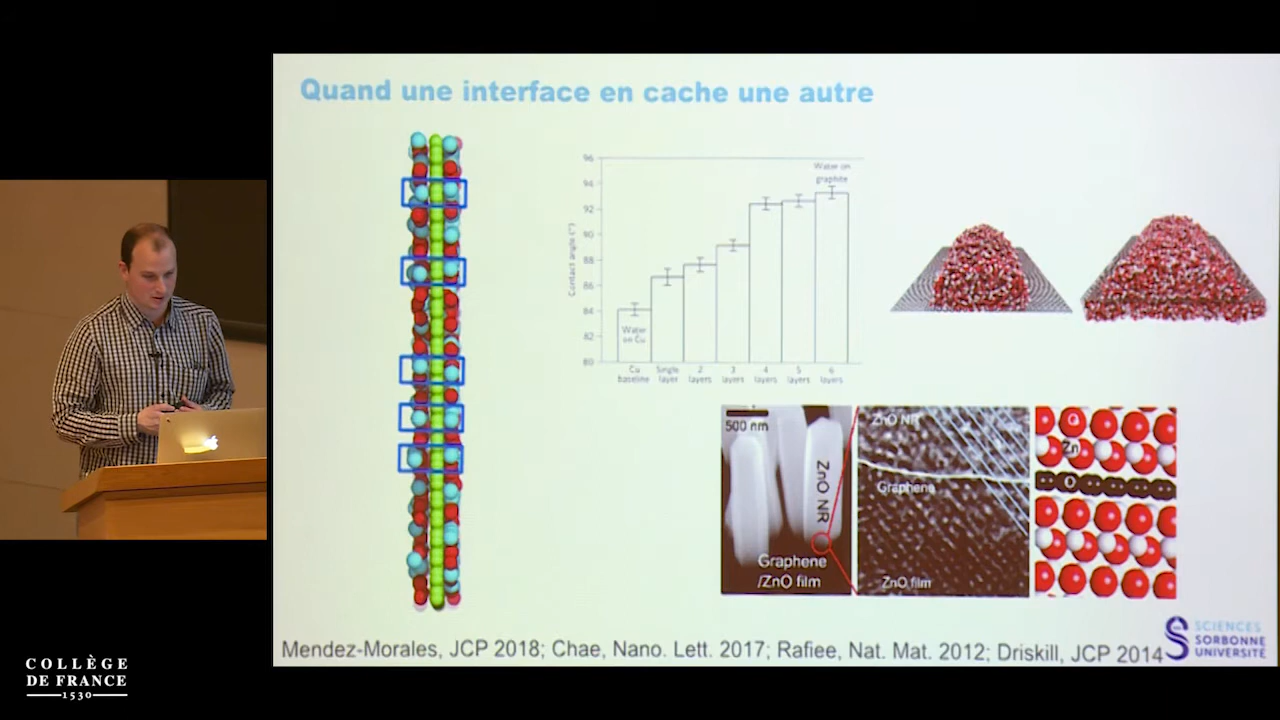 Quand une interface en cache une autre
96
94
92
90
88
86
84
82
80
Contact angle (°)
Water on
graphite
Water
on Cu
Cu
baseline
Single
layer
2
layers
3
layers
4
layers
5
layers
6
layers
500 nm
ZnO NR
Graphene
/ZnO film
ZnO NR
Graphene
ZnO film
O
Zn
O
Mendez-Morales, JCP 2018; Chae, Nano. Lett. 2017; Rafiee, Nat. Mat. 2012; Driskill, JCP 2014
SCIENCES
SORBONNE
UNIVERSITÉ
COLLÈGE
DE FRANCE
1530